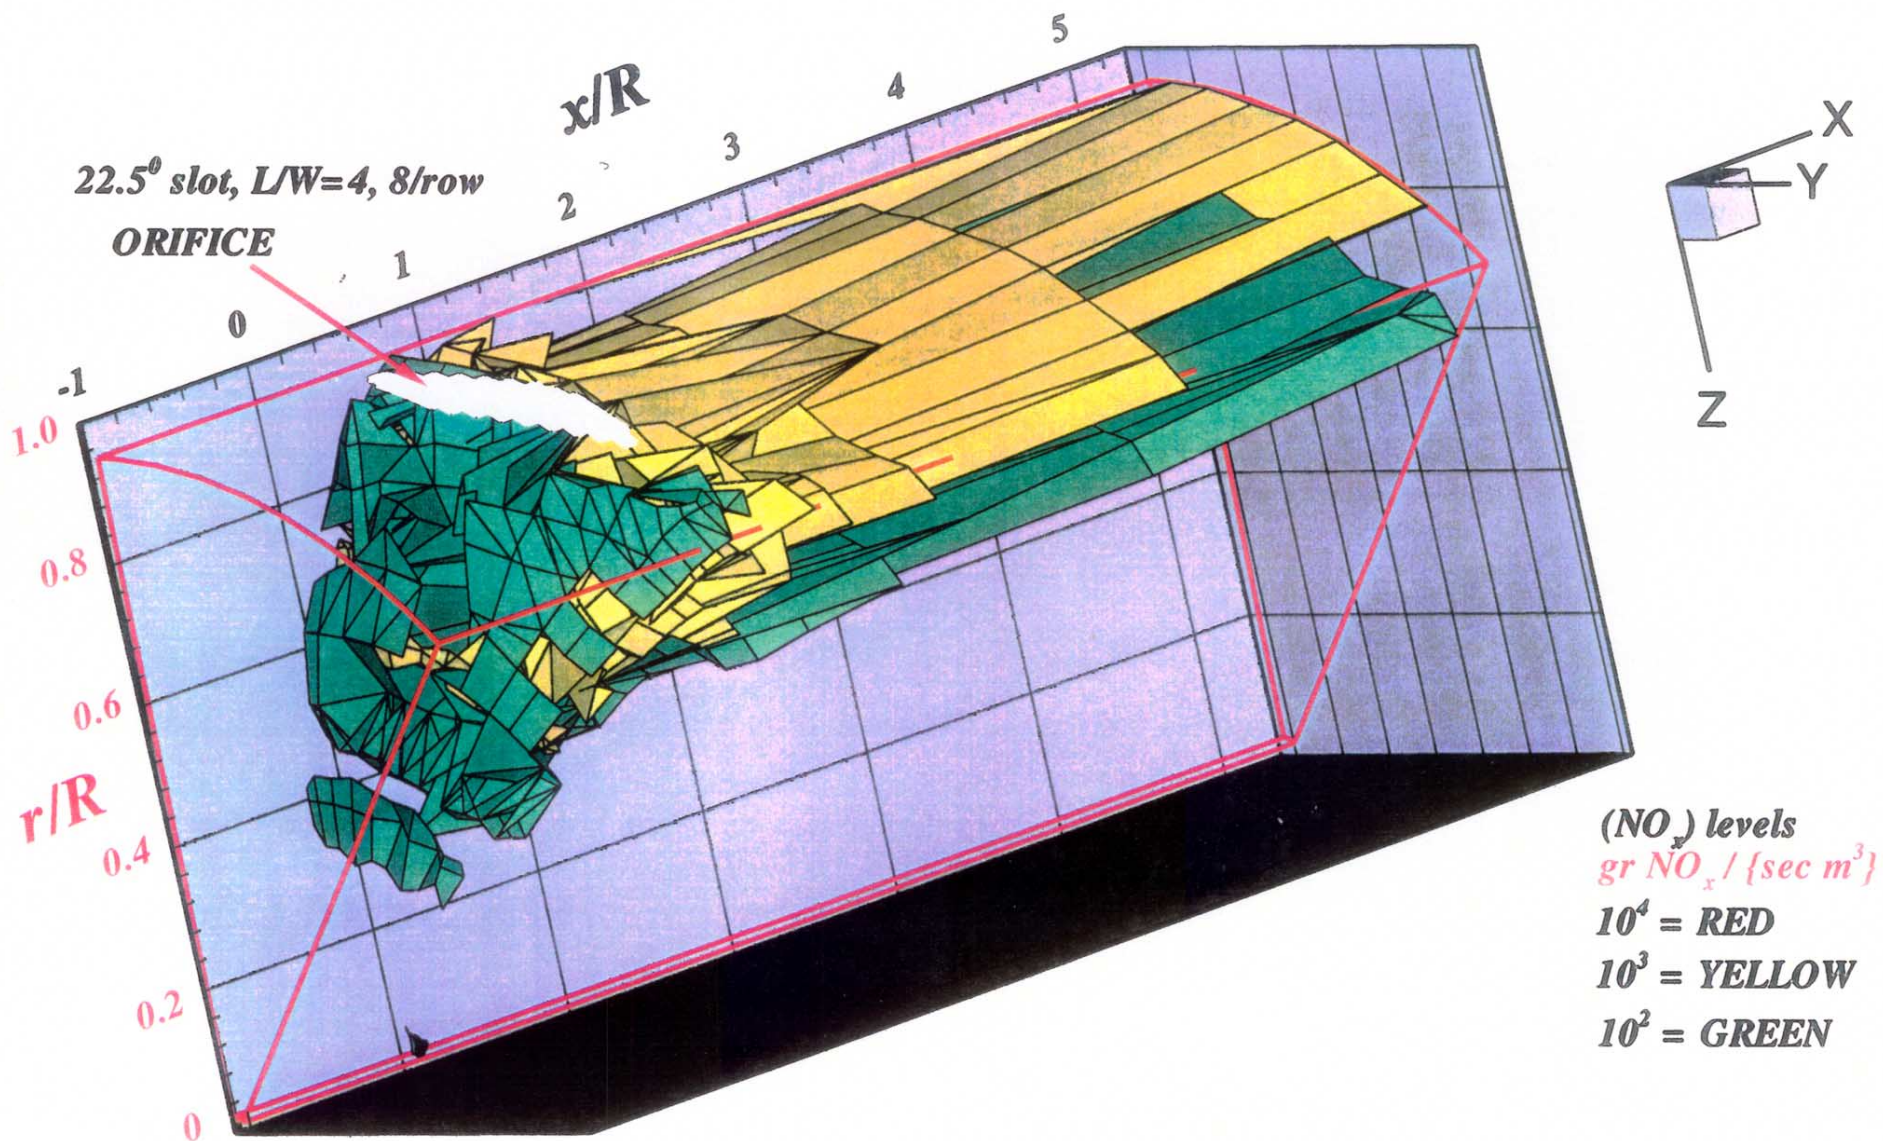 5
x/R
4
3
22.5⁰ slot, L/W=4, 8/row
ORIFICE
2
1
0
-1
X
Y
Z
1.0
0.8
0.6
r/R
0.4
0.2
0
(NOₓ) levels
gr NOₓ / {sec m³}
10⁴ = RED
10³ = YELLOW
10² = GREEN